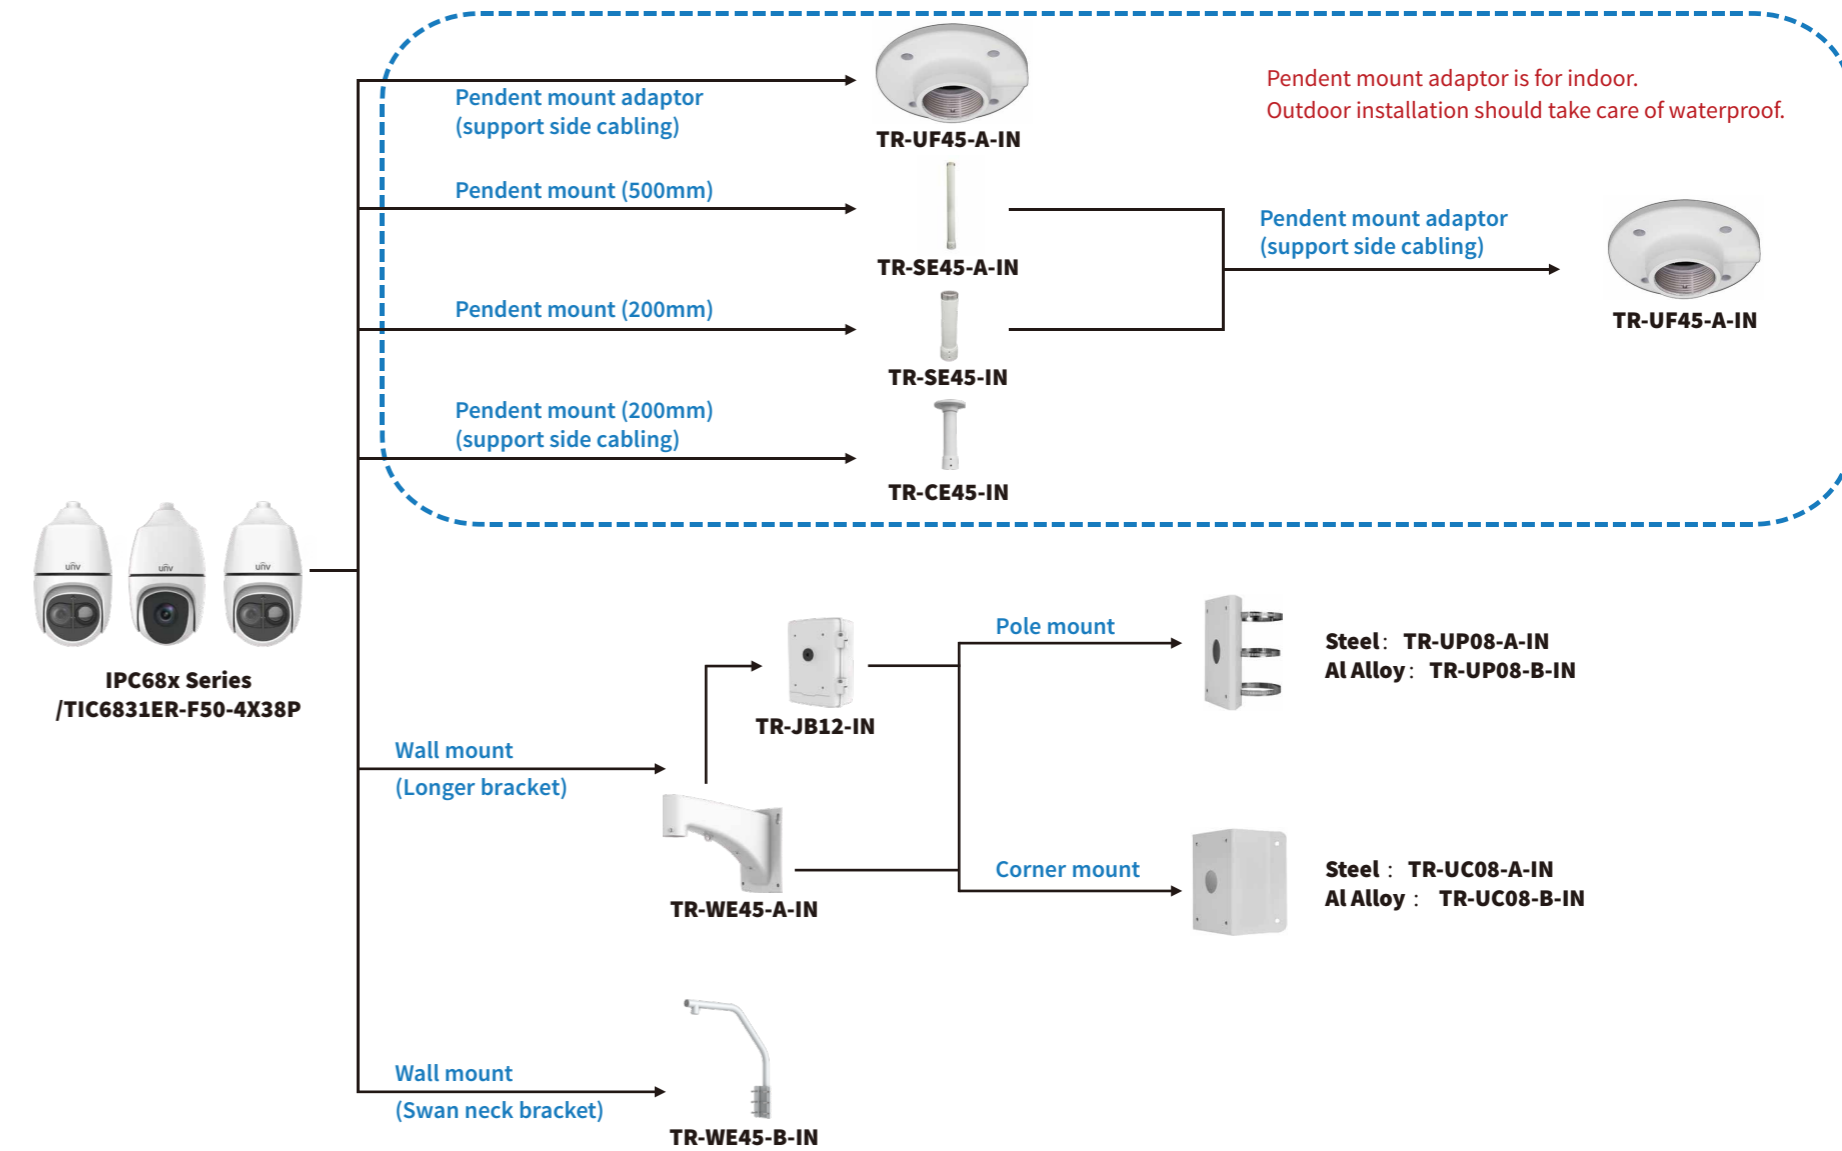 Pendent mount adaptor
(support side cabling)
TR-UF45-A-IN
Pendent mount adaptor is for indoor.
Outdoor installation should take care of waterproof.
Pendent mount (500mm)
TR-SE45-A-IN
Pendent mount adaptor
(support side cabling)
TR-UF45-A-IN
Pendent mount (200mm)
TR-SE45-IN
Pendent mount (200mm)
(support side cabling)
TR-CE45-IN
unv
unv
unv
IPC68x Series
/TIC6831ER-F50-4X38P
Wall mount
(Longer bracket)
TR-JB12-IN
TR-WE45-A-IN
Pole mount
Steel： TR-UP08-A-IN
Al Alloy： TR-UP08-B-IN
Corner mount
Steel： TR-UC08-A-IN
Al Alloy： TR-UC08-B-IN
Wall mount
(Swan neck bracket)
TR-WE45-B-IN